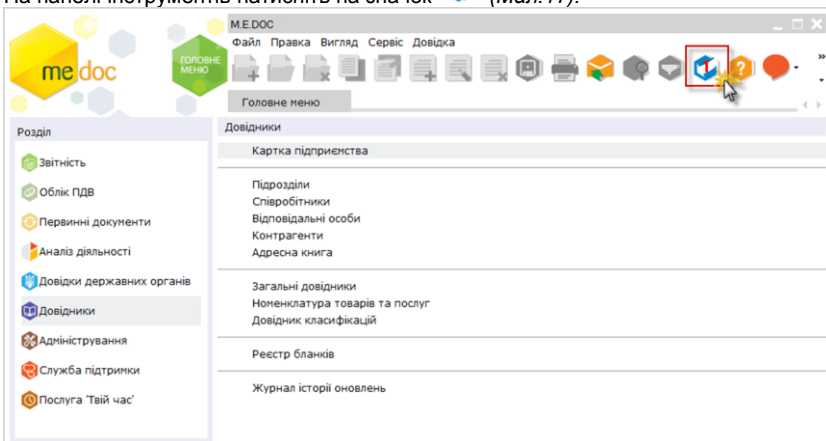 На панелі інструментів натисніть на значок (Мал.11).
M.E.DOC
Файл Правка Вигляд Сервіс Довідка
me doc
ГОЛОВНЕ
МЕНЮ
Головне меню
Розділ
Звітність
Облік ПДВ
Первинні документи
Аналіз діяльності
Довідки державних органів
Довідники
Адміністрування
Служба підтримки
Послуга 'Твій час'
Довідники
Картка підприємства
Підрозділи
Співробітники
Відповідальні особи
Контрагенти
Адресна книга
Загальні довідники
Номенклатура товарів та послуг
Довідник класифікацій
Реєстр бланків
Журнал історії оновлень